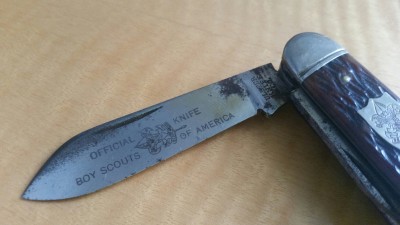 OFFICIAL KNIFE
BOY SCOUTS OF AMERICA